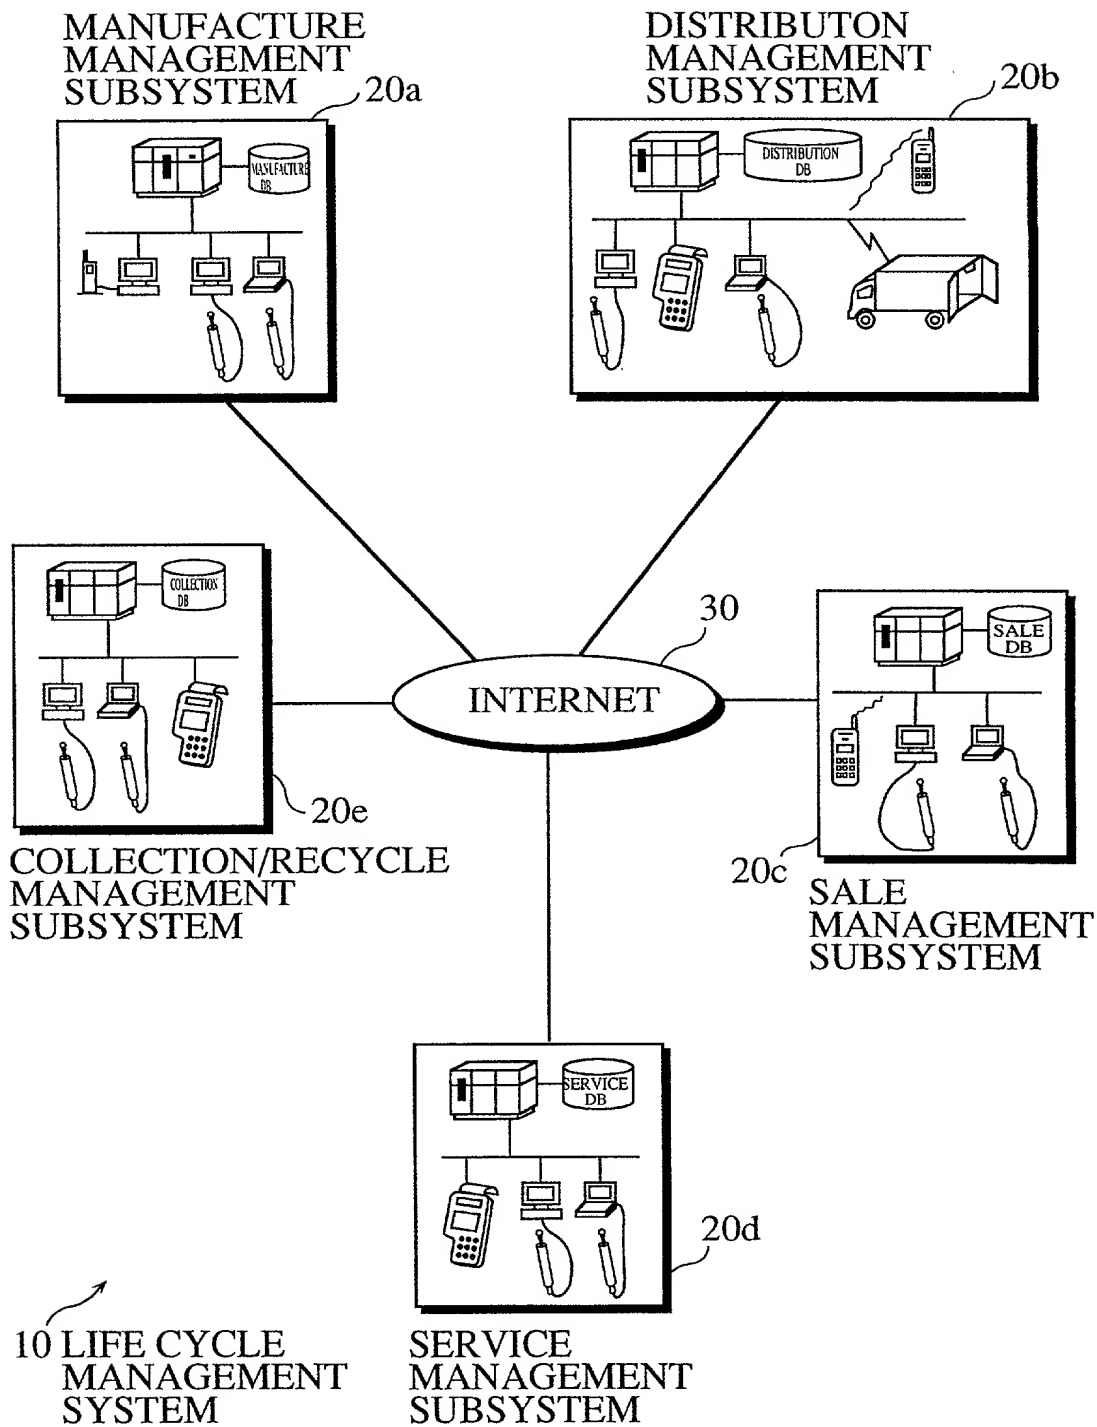 MANUFACTURE
MANAGEMENT
SUBSYSTEM
20a
MANUFACTURE
DB
DISTRIBUTON
MANAGEMENT
SUBSYSTEM
20b
DISTRIBUTION
DB
COLLECTION
DB
20e
COLLECTION/RECYCLE
MANAGEMENT
SUBSYSTEM
30
INTERNET
SALE
DB
20c
SALE
MANAGEMENT
SUBSYSTEM
SERVICE
DB
20d
SERVICE
MANAGEMENT
SUBSYSTEM
10 LIFE CYCLE
MANAGEMENT
SYSTEM